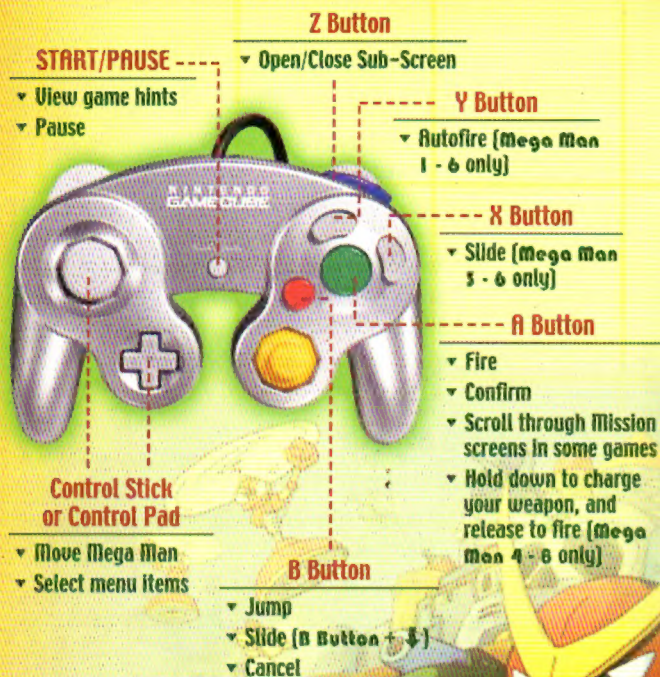 Z Button
Open/Close Sub-Screen
START/PAUSE
View game hints
Pause
Y Button
Autofire (Mega Man
1 - 6 only)
X Button
Slide (Mega Man
3 - 6 only)
NINTENDO
GAMECUBE
A Button
Fire
Confirm
Scroll through Mission
screens in some games
Hold down to charge
your weapon, and
release to fire (Mega
Man 4 - 8 only)
Control Stick
or Control Pad
Move Mega Man
Select menu items
B Button
Jump
Slide (B Button + ⬇)
Cancel